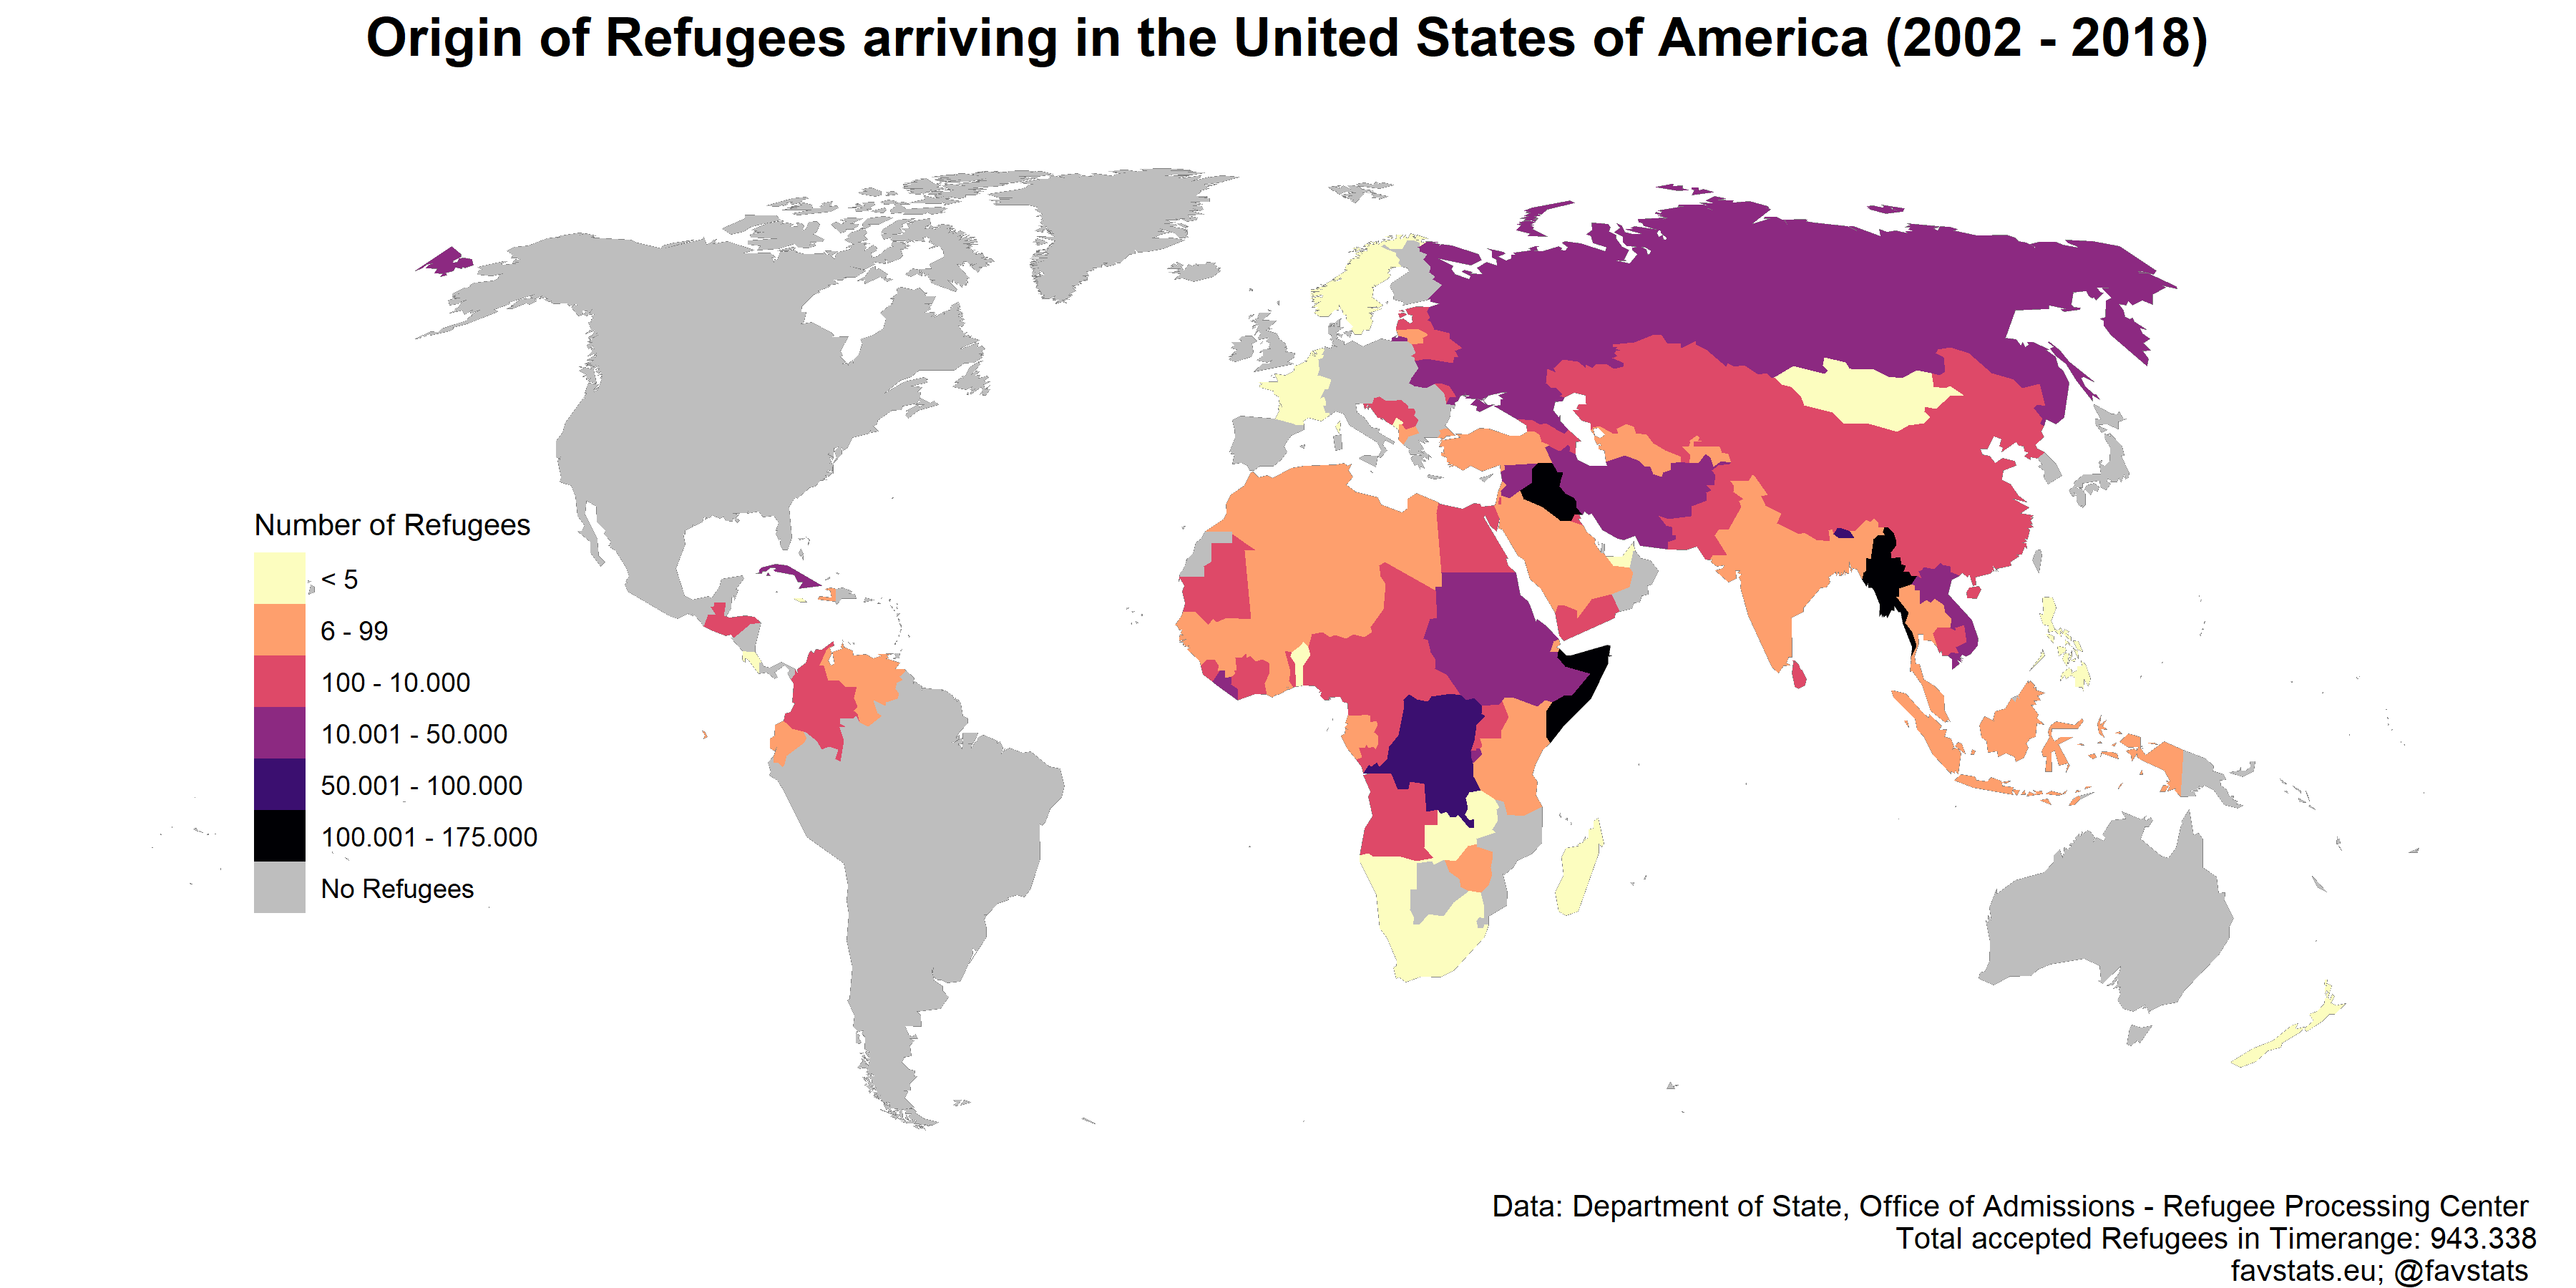 Origin of Refugees arriving in the United States of America (2002 - 2018)
Number of Refugees
< 5
6 - 99
100 - 10.000
10.001 - 50.000
50.001 - 100.000
100.001 - 175.000
No Refugees
Data: Department of State, Office of Admissions - Refugee Processing Center
Total accepted Refugees in Timerange: 943.338
favstats.eu; @favstats